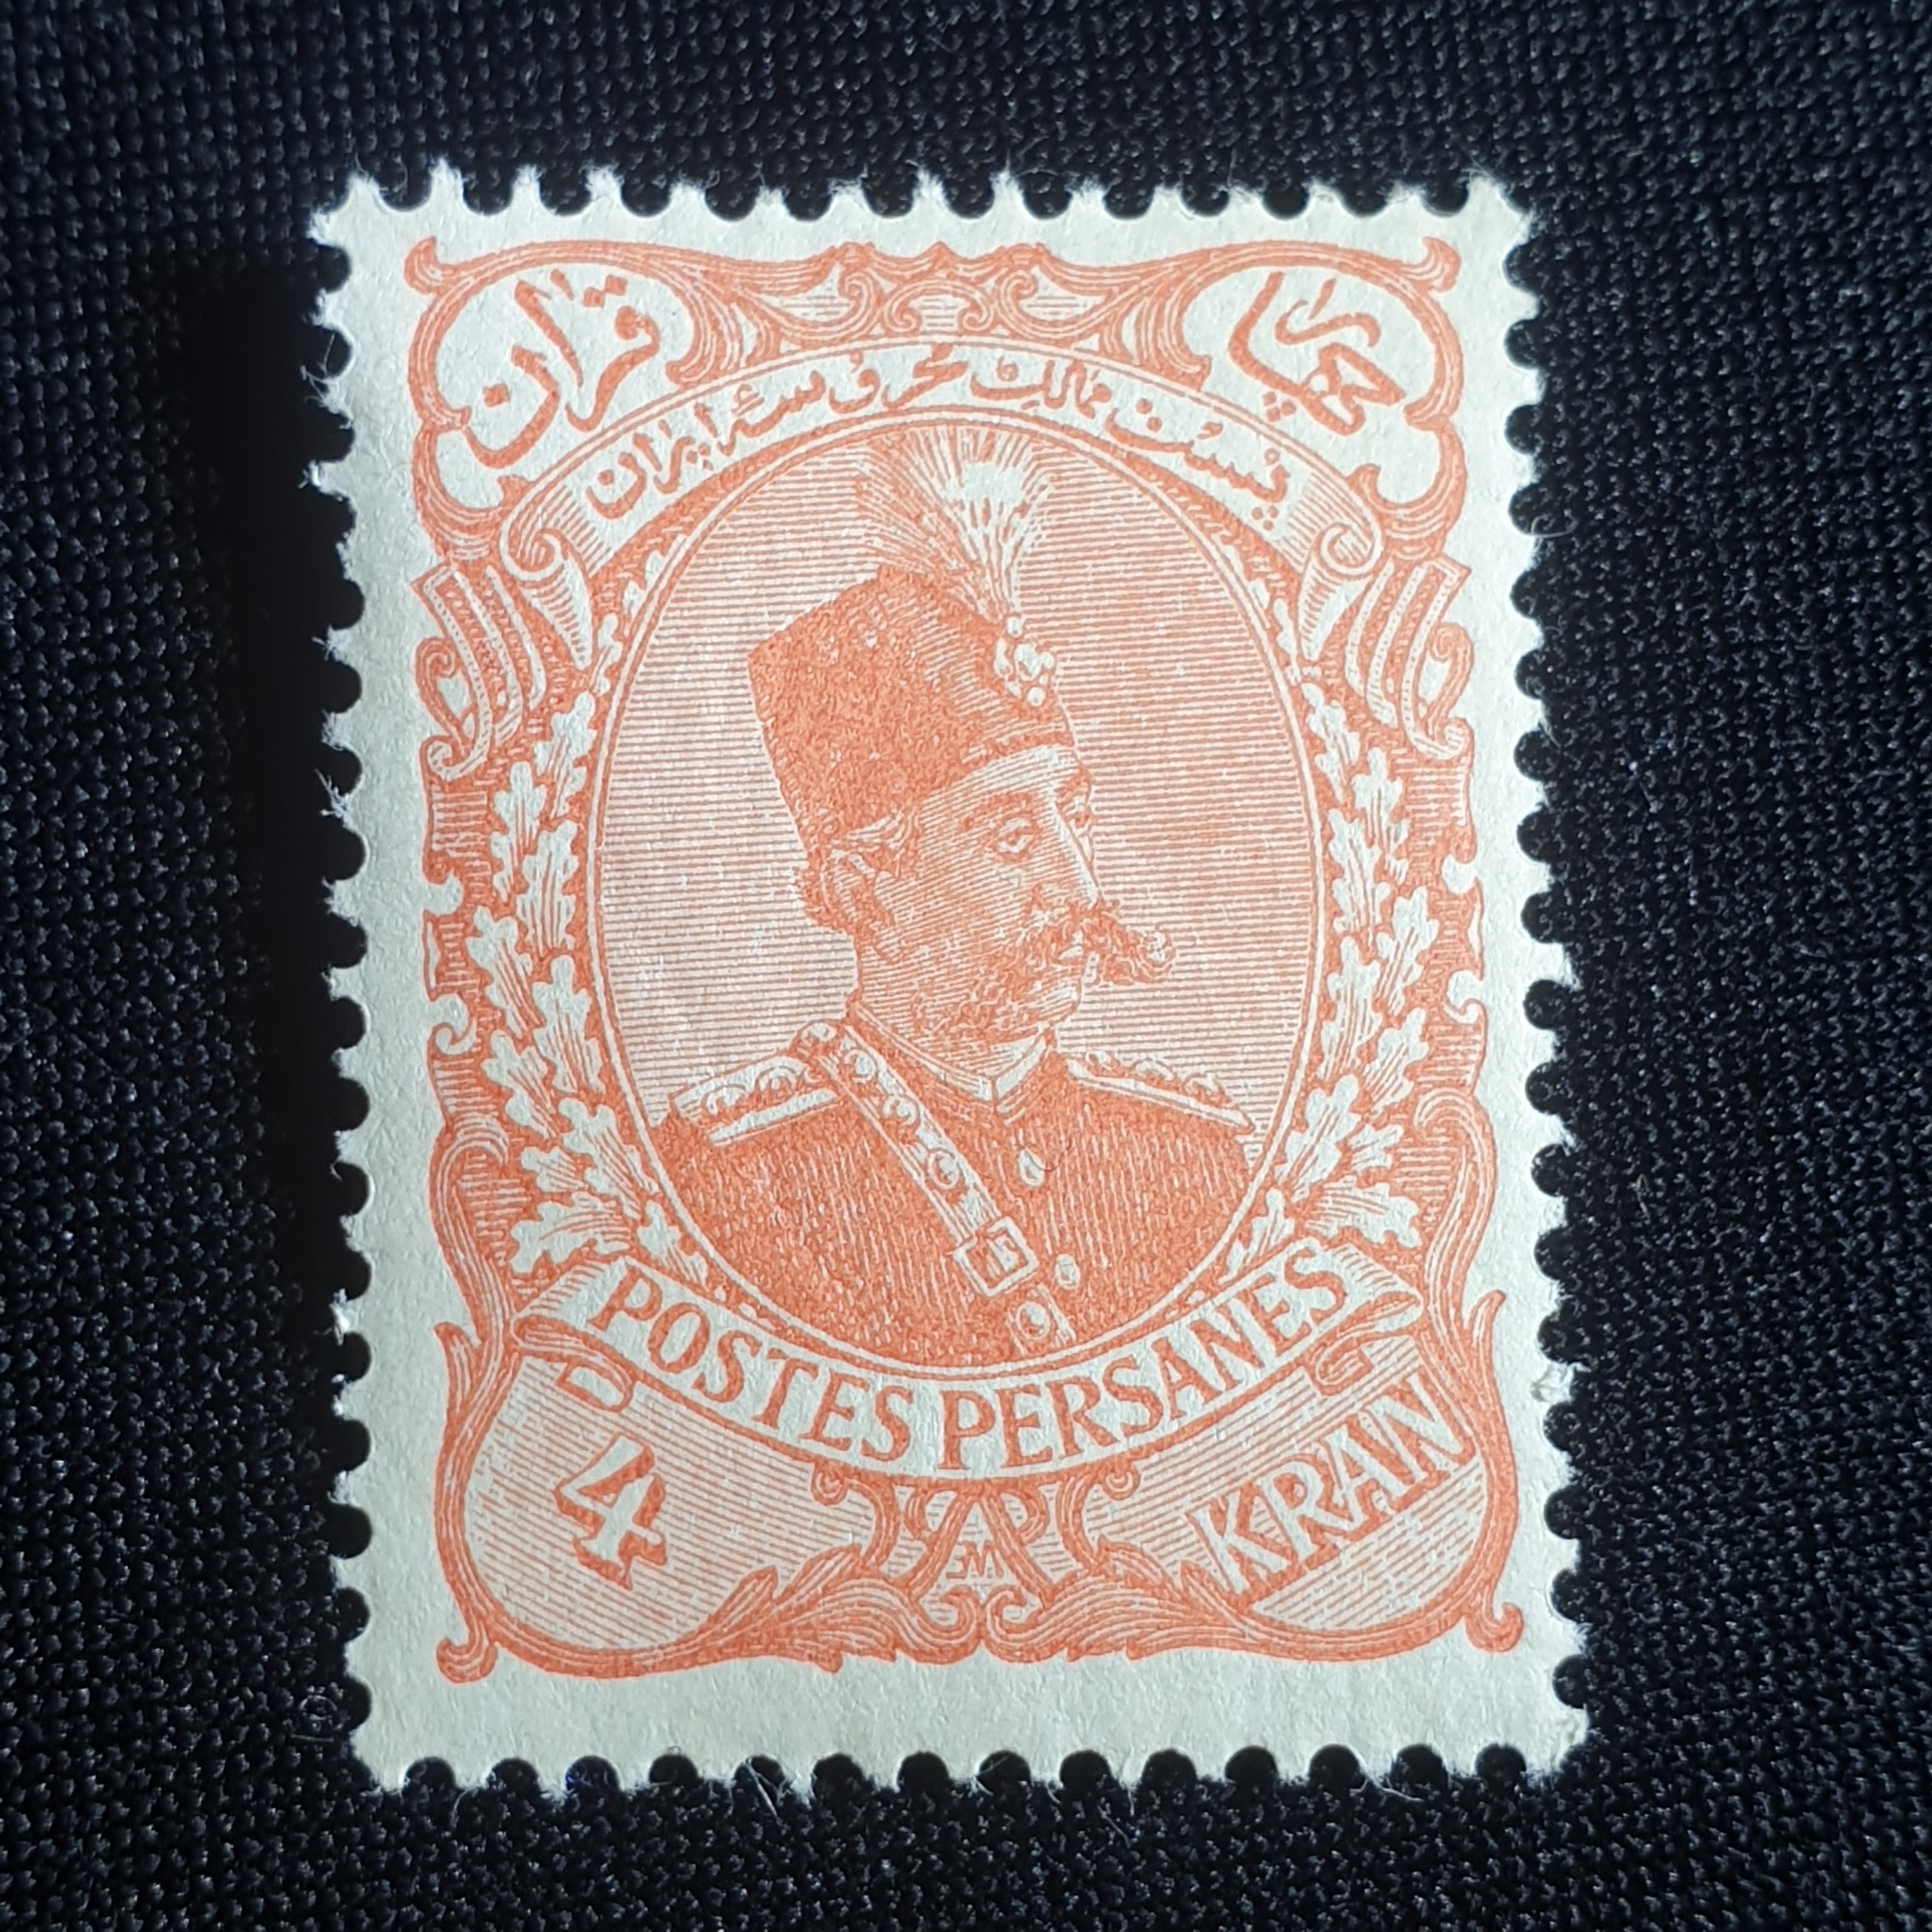 چهار
قران
پست ممالک محروسه ایران
POSTES PERSANES
4
KRAN